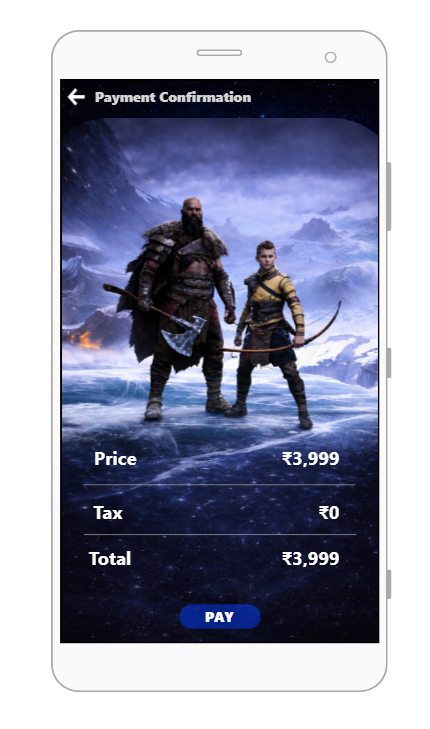 Payment Confirmation
Price ₹3,999
Tax ₹0
Total ₹3,999
PAY